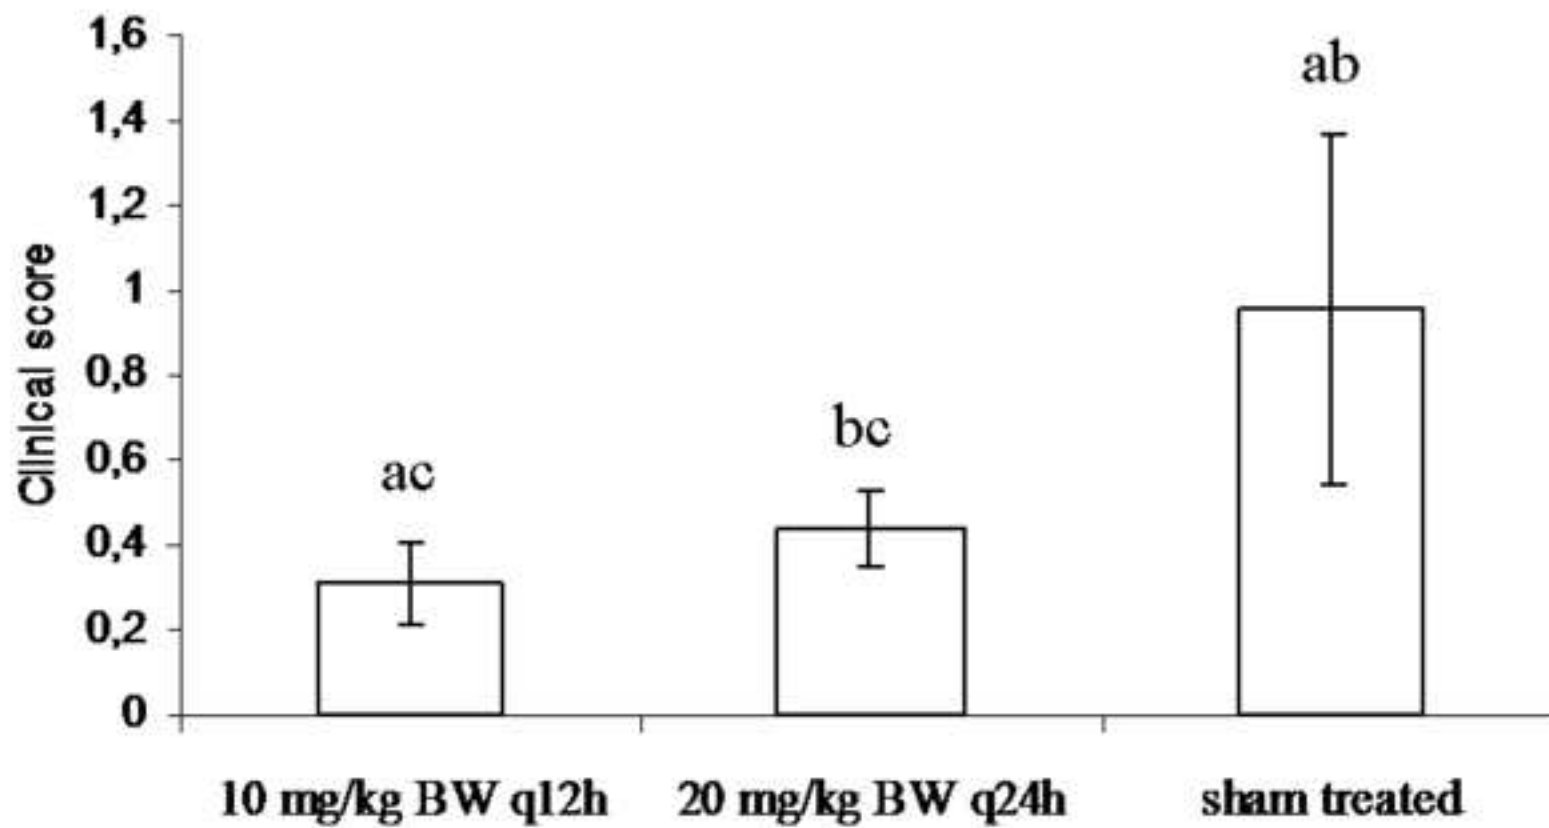 1,6
1,4
1,2
1
0,8
0,6
0,4
0,2
0
Clinical score
ac
bc
ab
10 mg/kg BW q12h
20 mg/kg BW q24h
sham treated